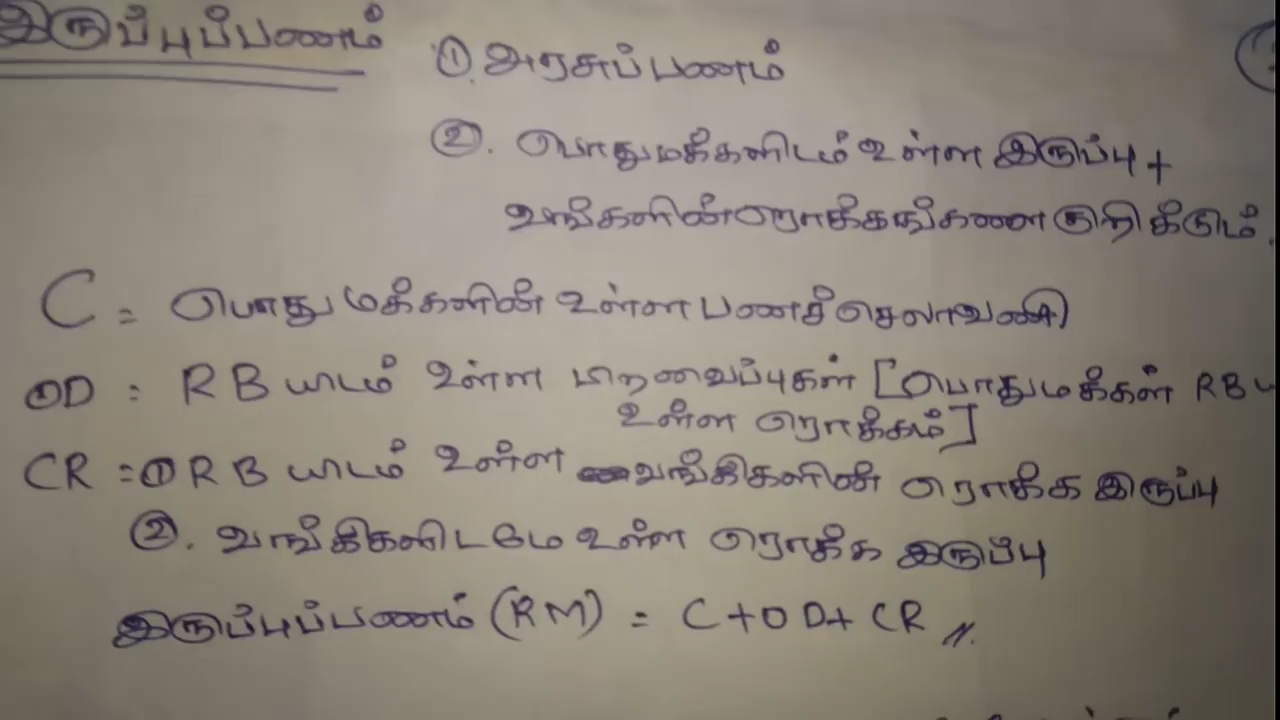 இருப்புப்பணம்
① அரசுப்பணம்
②. பொதுமக்களிடம் உள்ள இருப்பு +
வங்களின் ரொக்கங்களை குறிக்கும்
C = பொது மக்களின் உள்ள பணச் செலாவணி
OD : RB யிடம் உள்ள பிறவைப்புகள் [பொதுமக்கள் RB
உள்ள ரொக்கம்]
CR = ① RB யிடம் உள்ள வங்கிகளின் ரொக்க இருப்பு
②. வங்கிகளிடமே உள்ள ரொக்க இருப்பு
இருப்புப்பணம் (RM) = C + OD + CR //.